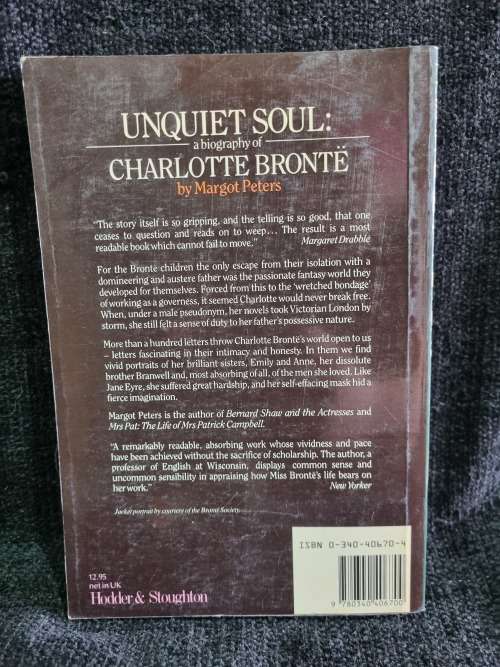 UNQUIET SOUL:
a biography of
CHARLOTTE BRONTË
by Margot Peters
"The story itself is so gripping, and the telling is so good, that one
ceases to question and reads on to weep... The result is a most
readable book which cannot fail to move." Margaret Drabble
For the Brontë children the only escape from their isolation with a
domineering and austere father was the passionate fantasy world they
developed for themselves. Forced from this to the 'wretched bondage'
of working as a governess, it seemed Charlotte would never break free.
When, under a male pseudonym, her novels took Victorian London by
storm, she still felt a sense of duty to her father's possessive nature.
More than a hundred letters throw Charlotte Brontë's world open to us
– letters fascinating in their intimacy and honesty. In them we find
vivid portraits of her brilliant sisters, Emily and Anne, her dissolute
brother Branwell and, most absorbing of all, of the men she loved. Like
Jane Eyre, she suffered great hardship, and her self-effacing mask hid a
fierce imagination.
Margot Peters is the author of Bernard Shaw and the Actresses and
Mrs Pat: The Life of Mrs Patrick Campbell.
"A remarkably readable, absorbing work whose vividness and pace
have been achieved without the sacrifice of scholarship. The author, a
professor of English at Wisconsin, displays common sense and
uncommon sensibility in appraising how Miss Brontë's life bears on
her work." New Yorker
Jacket portrait by courtesy of the Brontë Society.
ISBN 0-340-40670-4
12.95
net in UK
Hodder & Stoughton
9 780340 406700